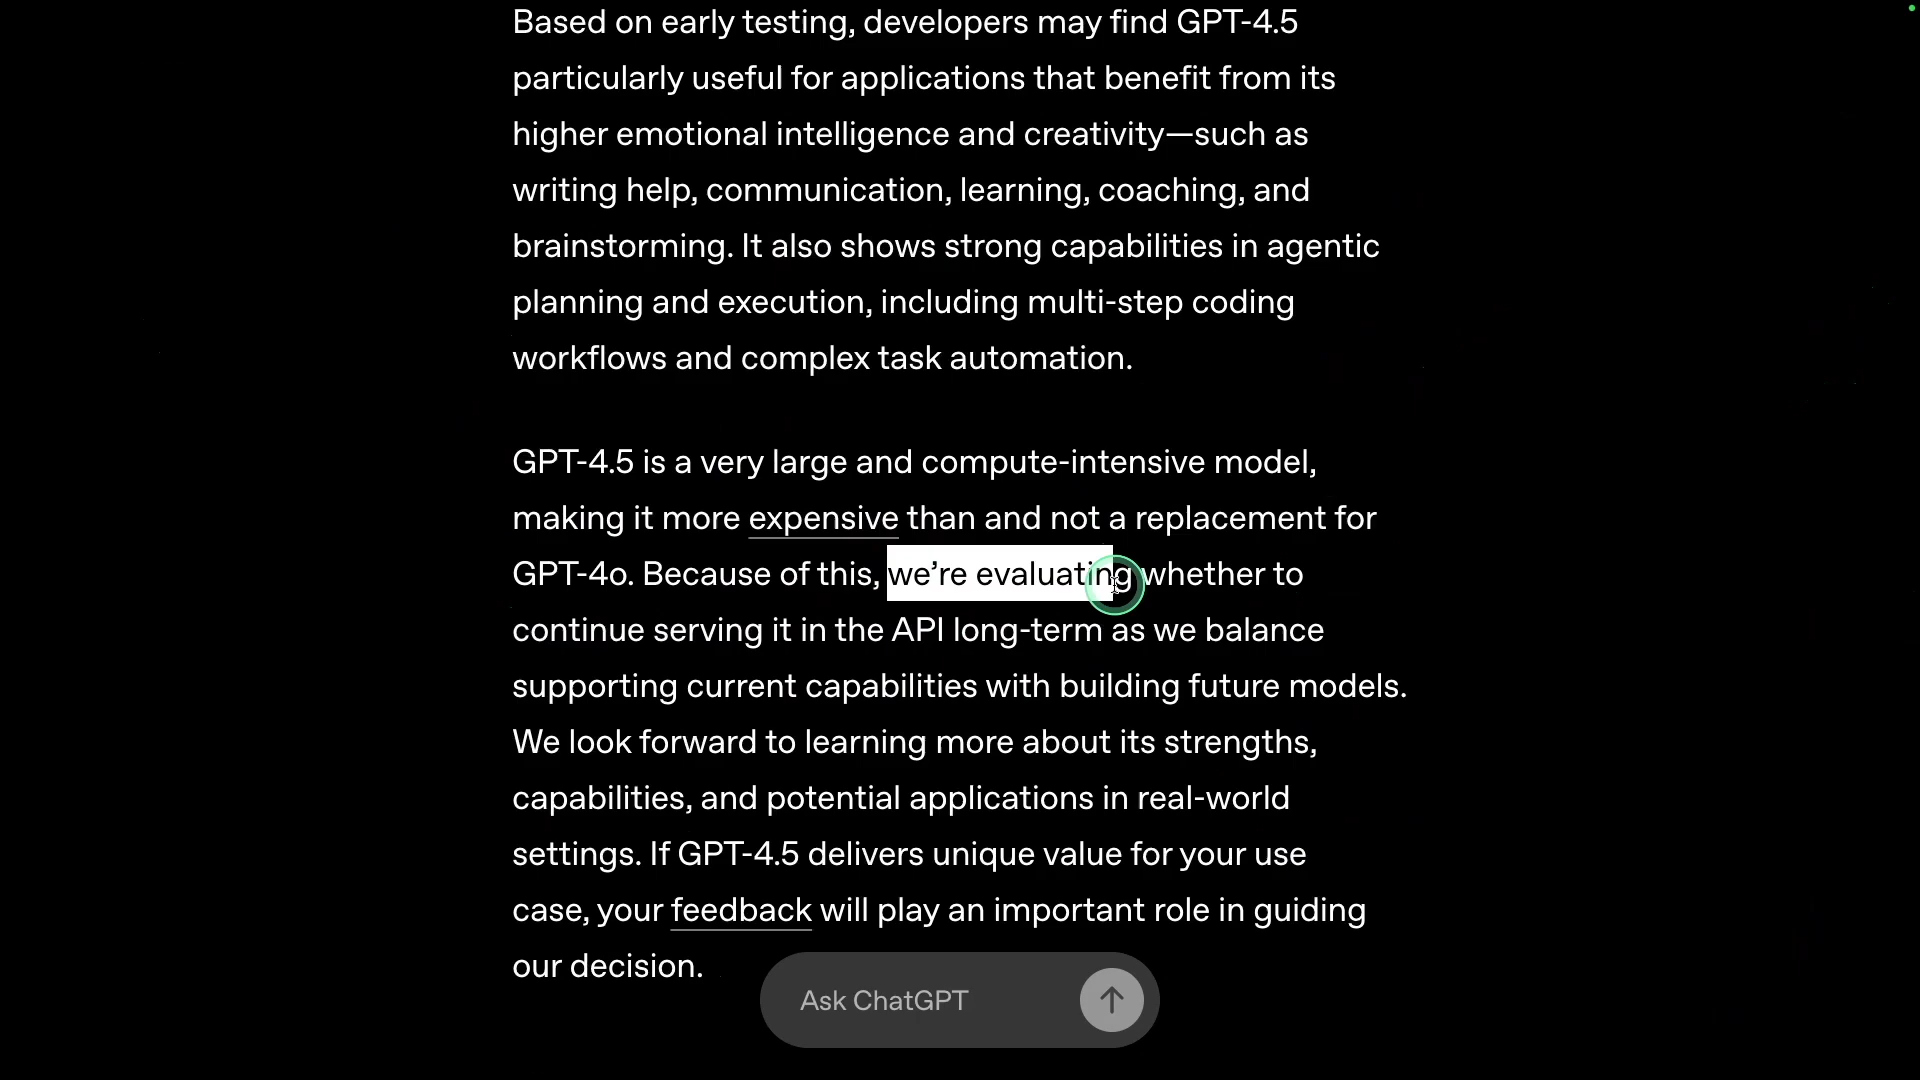 Based on early testing, developers may find GPT-4.5
particularly useful for applications that benefit from its
higher emotional intelligence and creativity—such as
writing help, communication, learning, coaching, and
brainstorming. It also shows strong capabilities in agentic
planning and execution, including multi-step coding
workflows and complex task automation.
GPT-4.5 is a very large and compute-intensive model,
making it more expensive than and not a replacement for
GPT-4o. Because of this, we’re evaluating whether to
continue serving it in the API long-term as we balance
supporting current capabilities with building future models.
We look forward to learning more about its strengths,
capabilities, and potential applications in real-world
settings. If GPT-4.5 delivers unique value for your use
case, your feedback will play an important role in guiding
our decision.
Ask ChatGPT